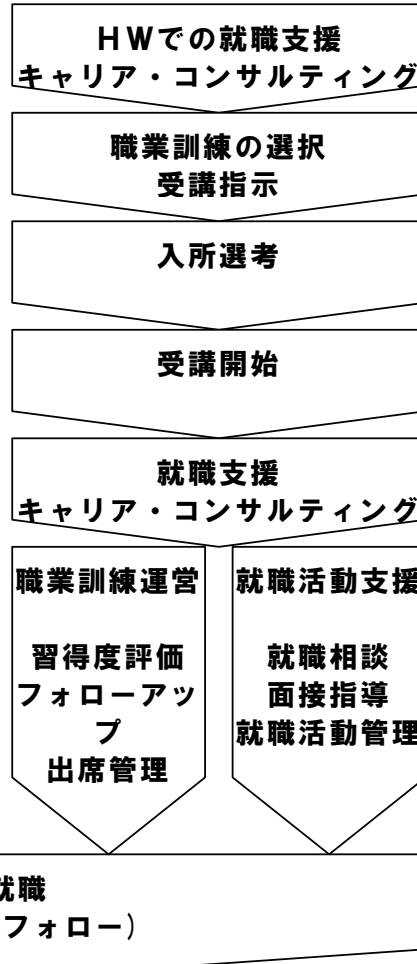 HWでの就職支援
キャリア・コンサルティング
職業訓練の選択
受講指示
入所選考
受講開始
就職支援
キャリア・コンサルティング
職業訓練運営
習得度評価
フォローアッ
プ
出席管理
就職活動支援
就職相談
面接指導
就職活動管理
就職
フォロー)